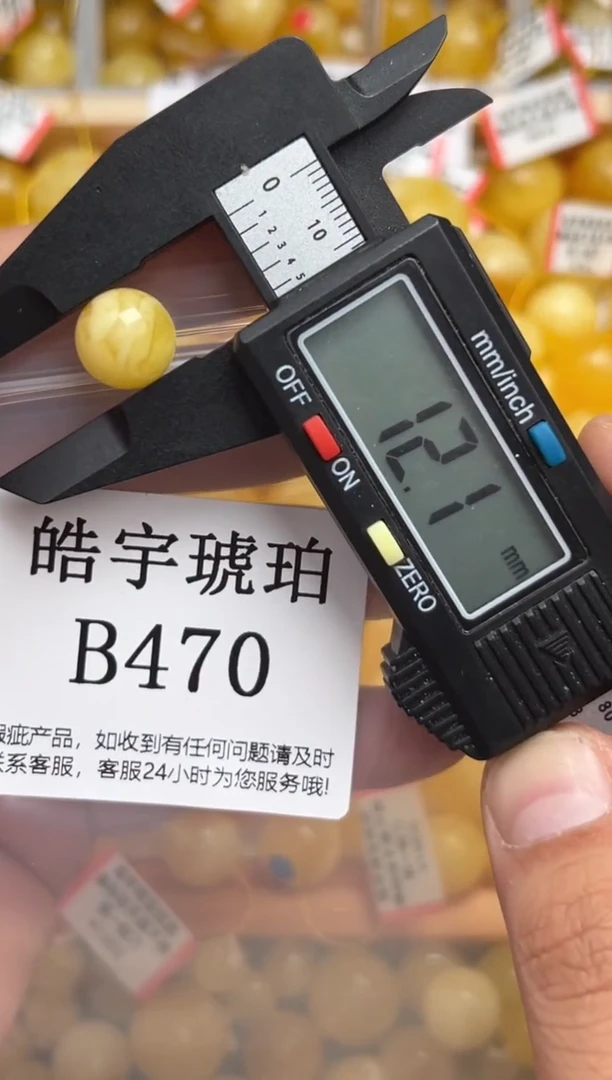 0
10
1 2 3 4 5
mm/inch
OFF
ON
12.1
mm
ZERO
皓宇琥珀
B470
疵产品，如收到有任何问题请及时
系客服，客服24小时为您服务哦!